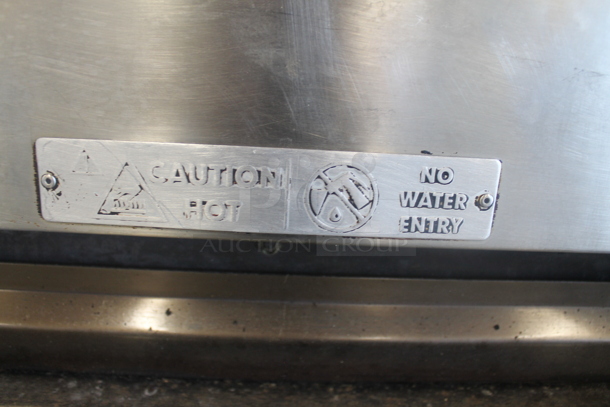 CAUTION
HOT
NO
WATER
ENTRY
AUCTION GROUP